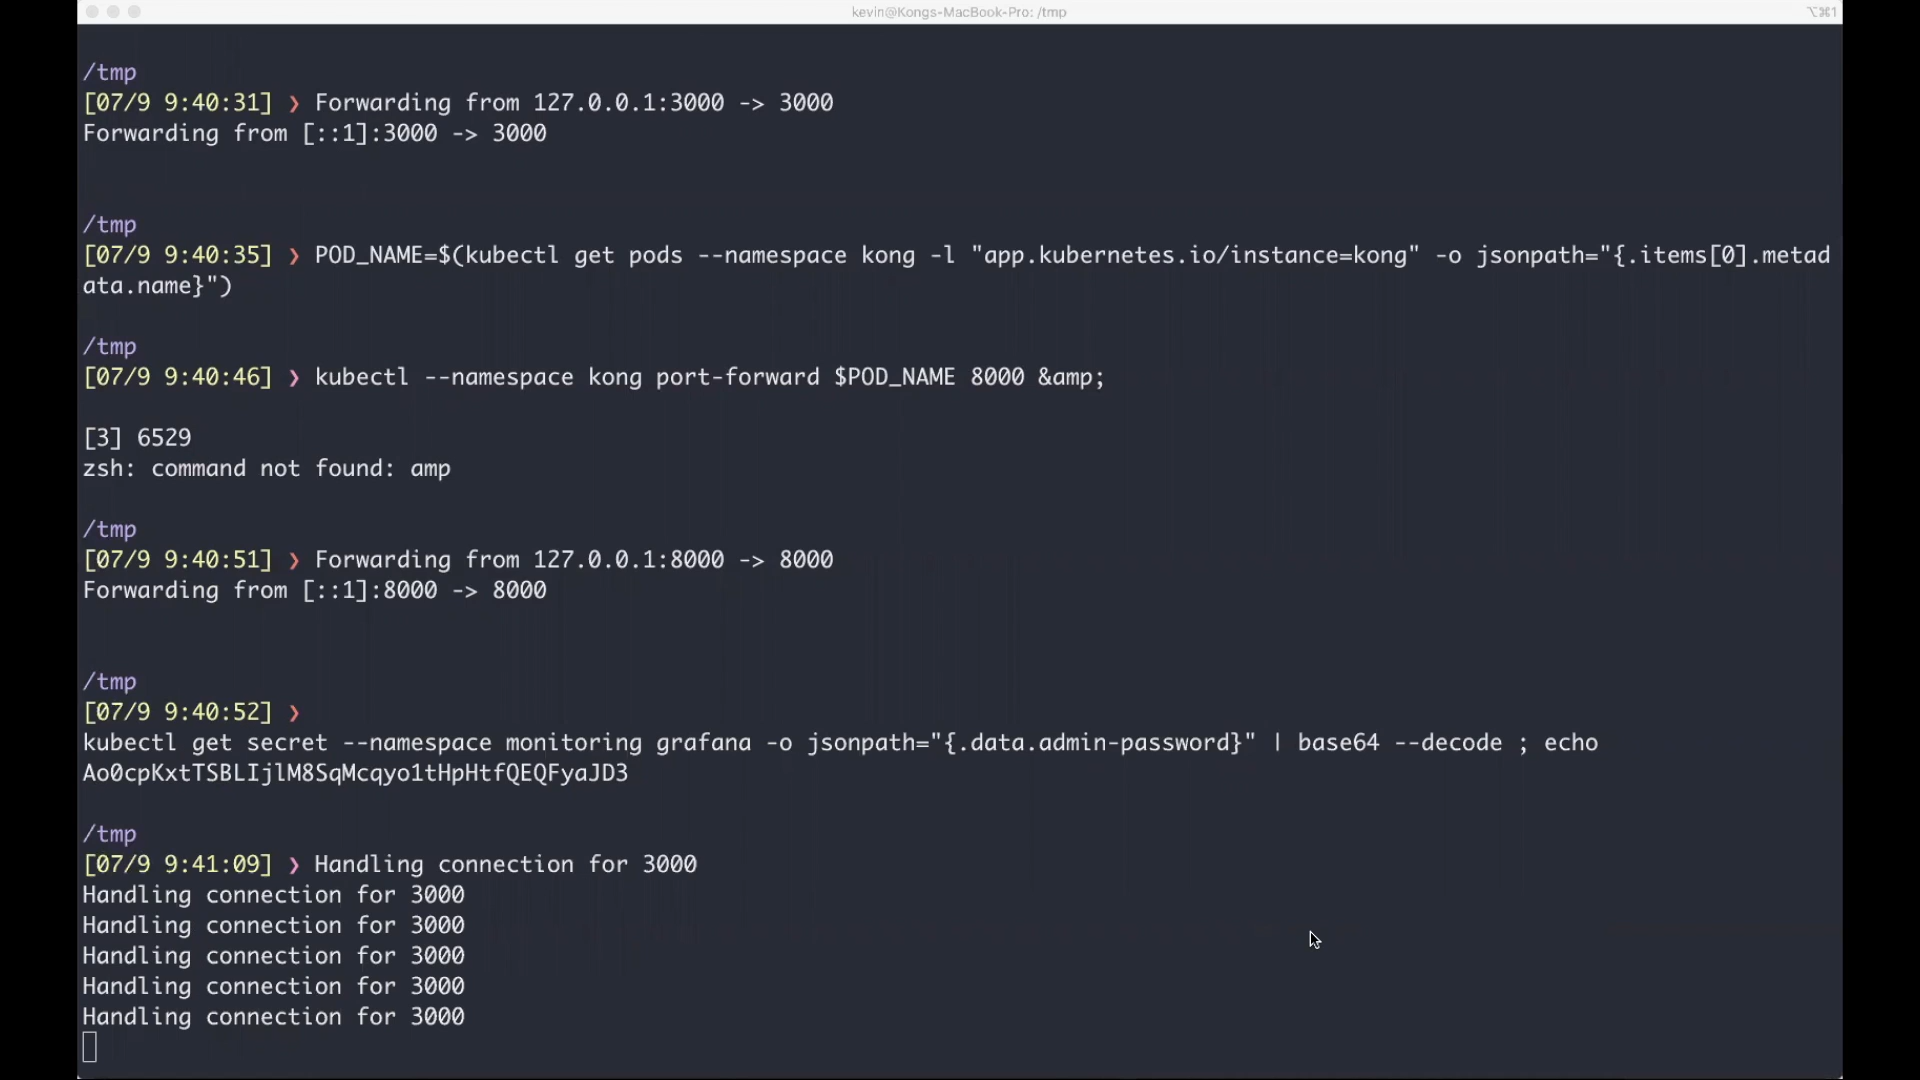 kevin@Kongs-MacBook-Pro: /tmp
⌥⌘1
/tmp
[07/9 9:40:31] ❯ Forwarding from 127.0.0.1:3000 -> 3000
Forwarding from [::1]:3000 -> 3000
/tmp
[07/9 9:40:35] ❯ POD_NAME=$(kubectl get pods --namespace kong -l "app.kubernetes.io/instance=kong" -o jsonpath="{.items[0].metad
ata.name}")
/tmp
[07/9 9:40:46] ❯ kubectl --namespace kong port-forward $POD_NAME 8000 &amp;
[3] 6529
zsh: command not found: amp
/tmp
[07/9 9:40:51] ❯ Forwarding from 127.0.0.1:8000 -> 8000
Forwarding from [::1]:8000 -> 8000
/tmp
[07/9 9:40:52] ❯
kubectl get secret --namespace monitoring grafana -o jsonpath="{.data.admin-password}" | base64 --decode ; echo
Ao0cpKxtTSBLIjlM8SqMcqyo1tHpHtfQEQFyaJD3
/tmp
[07/9 9:41:09] ❯ Handling connection for 3000
Handling connection for 3000
Handling connection for 3000
Handling connection for 3000
Handling connection for 3000
Handling connection for 3000